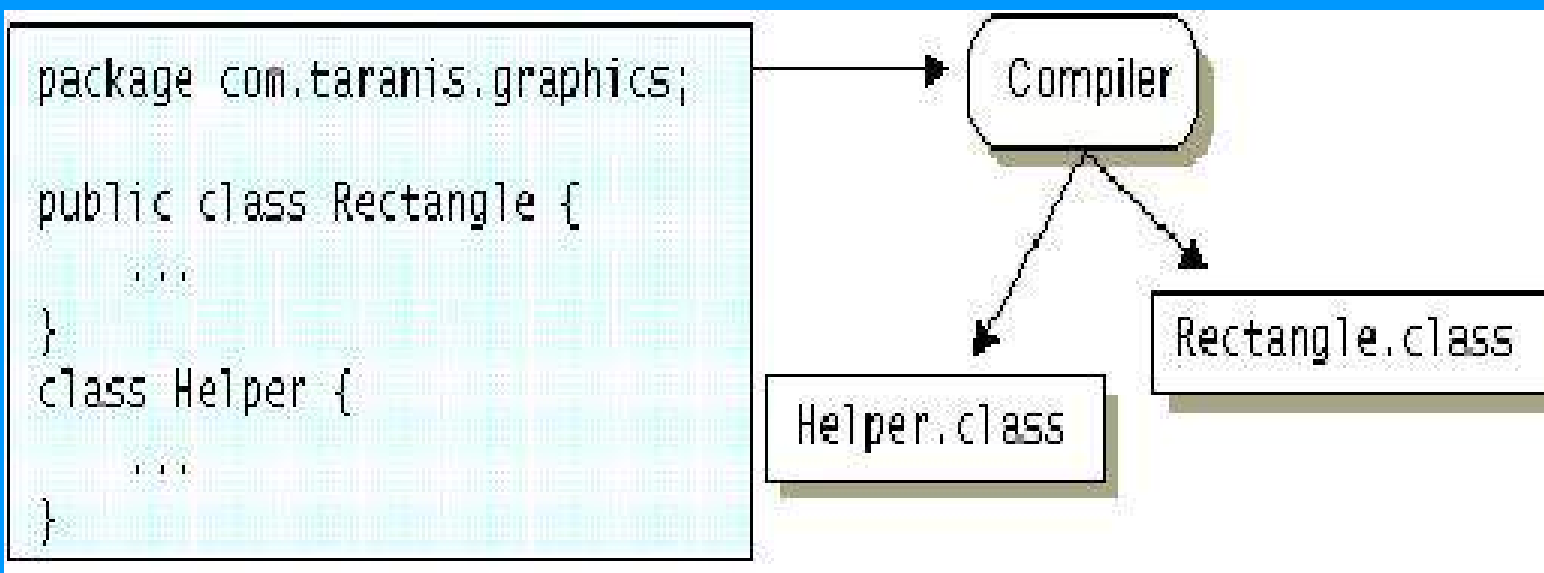 package com.taranis.graphics;
public class Rectangle {
...
}
class Helper {
...
}
Compiler
Helper.class
Rectangle.class